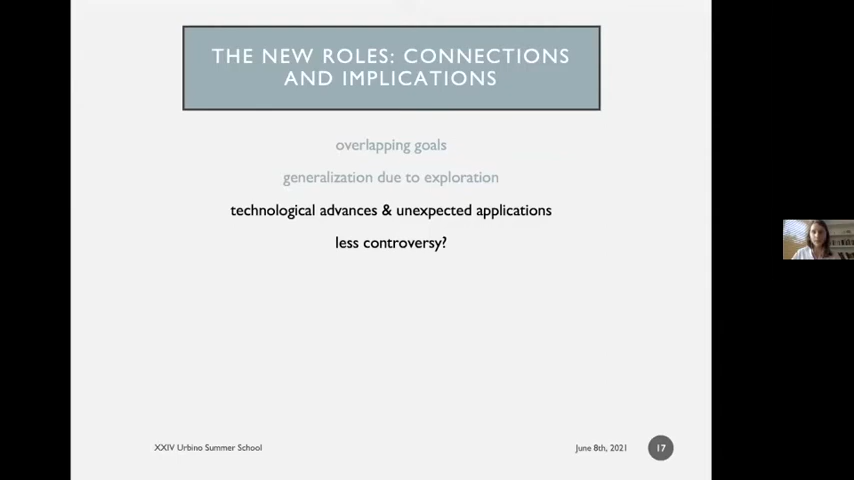 THE NEW ROLES: CONNECTIONS
AND IMPLICATIONS
overlapping goals
generalization due to exploration
technological advances & unexpected applications
less controversy?
XXIV Urbino Summer School
June 8th, 2021
17